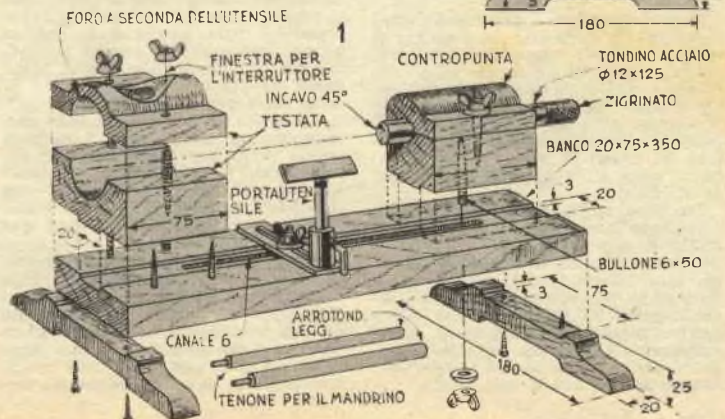 FORO A SECONDA DELL'UTENSILE
1
FINESTRA PER
L'INTERRUTTORE
INCAVO 45°
TESTATA
CONTROPUNTA
TONDINO ACCIAIO
Φ 12×125
ZIGRINATO
BANCO 20×75×350
180
3
20
PORTAUTEN
SILE
75
20
BULLONE 6×50
3
75
CANALE 6
ARROTOND.
LEGG.
TENONE PER IL MANDRINO
180
25
20